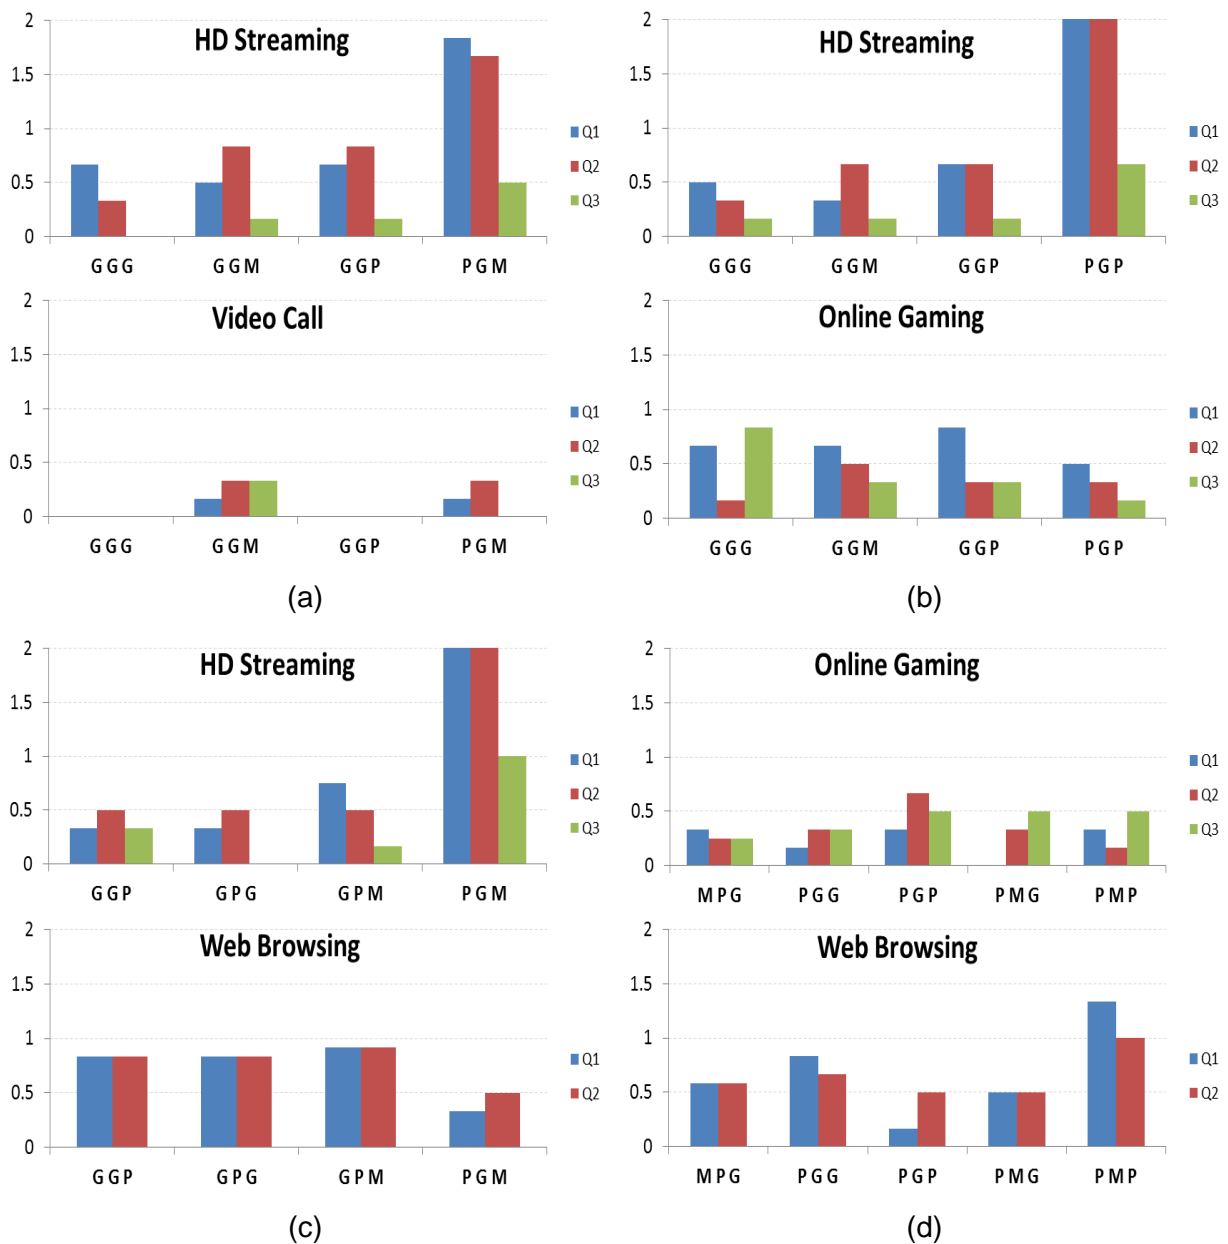 HD Streaming
2
1.5
1
0.5
0
Q1
Q2
Q3
G G G
G G M
G G P
P G M
Video Call
2
1.5
1
0.5
0
Q1
Q2
Q3
G G G
G G M
G G P
P G M
(a)
HD Streaming
2
1.5
1
0.5
0
Q1
Q2
Q3
G G G
G G M
G G P
P G P
Online Gaming
2
1.5
1
0.5
0
Q1
Q2
Q3
G G G
G G M
G G P
P G P
(b)
HD Streaming
2
1.5
1
0.5
0
Q1
Q2
Q3
G G P
G P G
G P M
P G M
Web Browsing
2
1.5
1
0.5
0
Q1
Q2
G G P
G P G
G P M
P G M
(c)
Online Gaming
2
1.5
1
0.5
0
Q1
Q2
Q3
M P G
P G G
P G P
P M G
P M P
Web Browsing
2
1.5
1
0.5
0
Q1
Q2
M P G
P G G
P G P
P M G
P M P
(d)